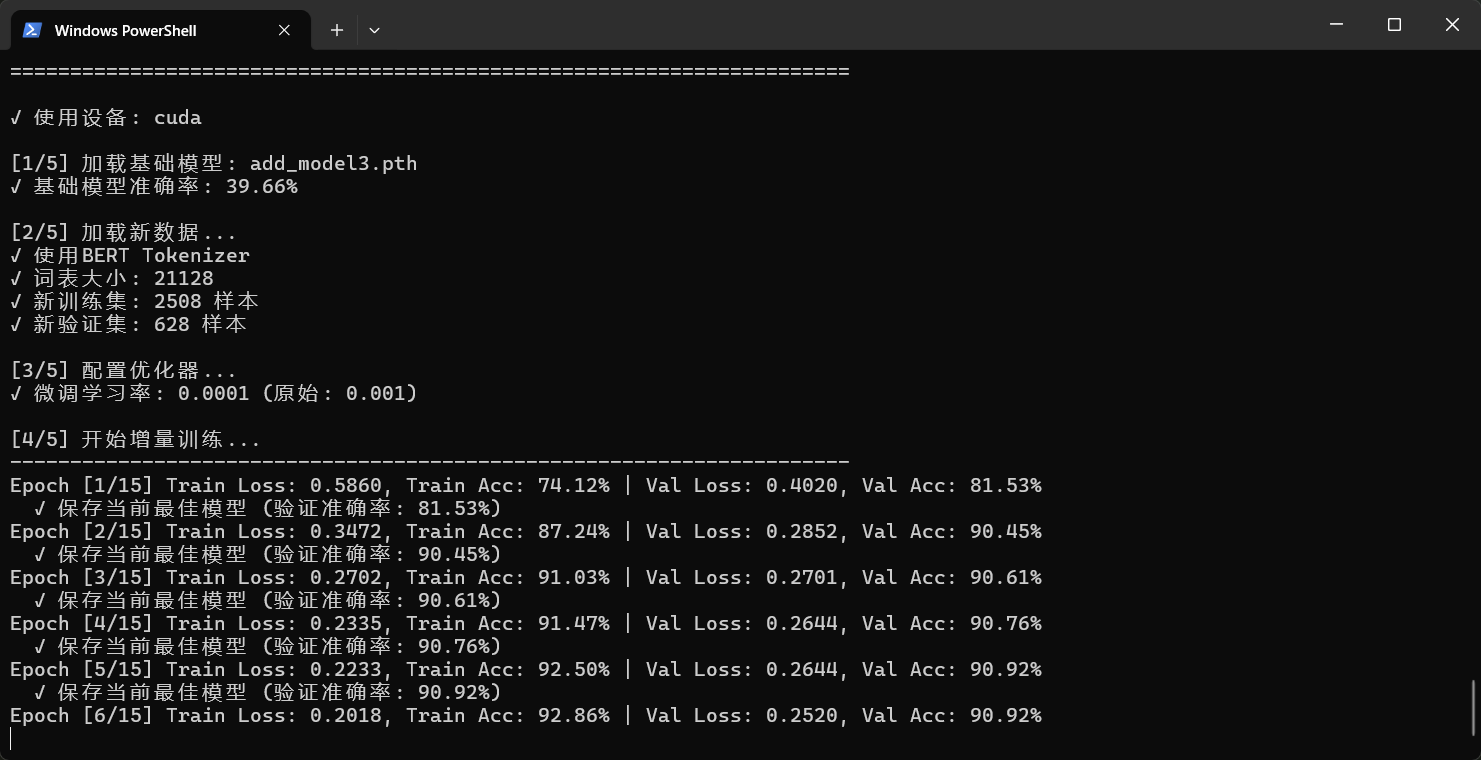 Windows PowerShell
======================================================================
✓ 使用设备: cuda
[1/5] 加载基础模型: add_model3.pth
✓ 基础模型准确率: 39.66%
[2/5] 加载新数据...
✓ 使用BERT Tokenizer
✓ 词表大小: 21128
✓ 新训练集: 2508 样本
✓ 新验证集: 628 样本
[3/5] 配置优化器...
✓ 微调学习率: 0.0001 (原始: 0.001)
[4/5] 开始增量训练...
----------------------------------------------------------------------
Epoch [1/15] Train Loss: 0.5860, Train Acc: 74.12% | Val Loss: 0.4020, Val Acc: 81.53%
✓ 保存当前最佳模型 (验证准确率: 81.53%)
Epoch [2/15] Train Loss: 0.3472, Train Acc: 87.24% | Val Loss: 0.2852, Val Acc: 90.45%
✓ 保存当前最佳模型 (验证准确率: 90.45%)
Epoch [3/15] Train Loss: 0.2702, Train Acc: 91.03% | Val Loss: 0.2701, Val Acc: 90.61%
✓ 保存当前最佳模型 (验证准确率: 90.61%)
Epoch [4/15] Train Loss: 0.2335, Train Acc: 91.47% | Val Loss: 0.2644, Val Acc: 90.76%
✓ 保存当前最佳模型 (验证准确率: 90.76%)
Epoch [5/15] Train Loss: 0.2233, Train Acc: 92.50% | Val Loss: 0.2644, Val Acc: 90.92%
✓ 保存当前最佳模型 (验证准确率: 90.92%)
Epoch [6/15] Train Loss: 0.2018, Train Acc: 92.86% | Val Loss: 0.2520, Val Acc: 90.92%